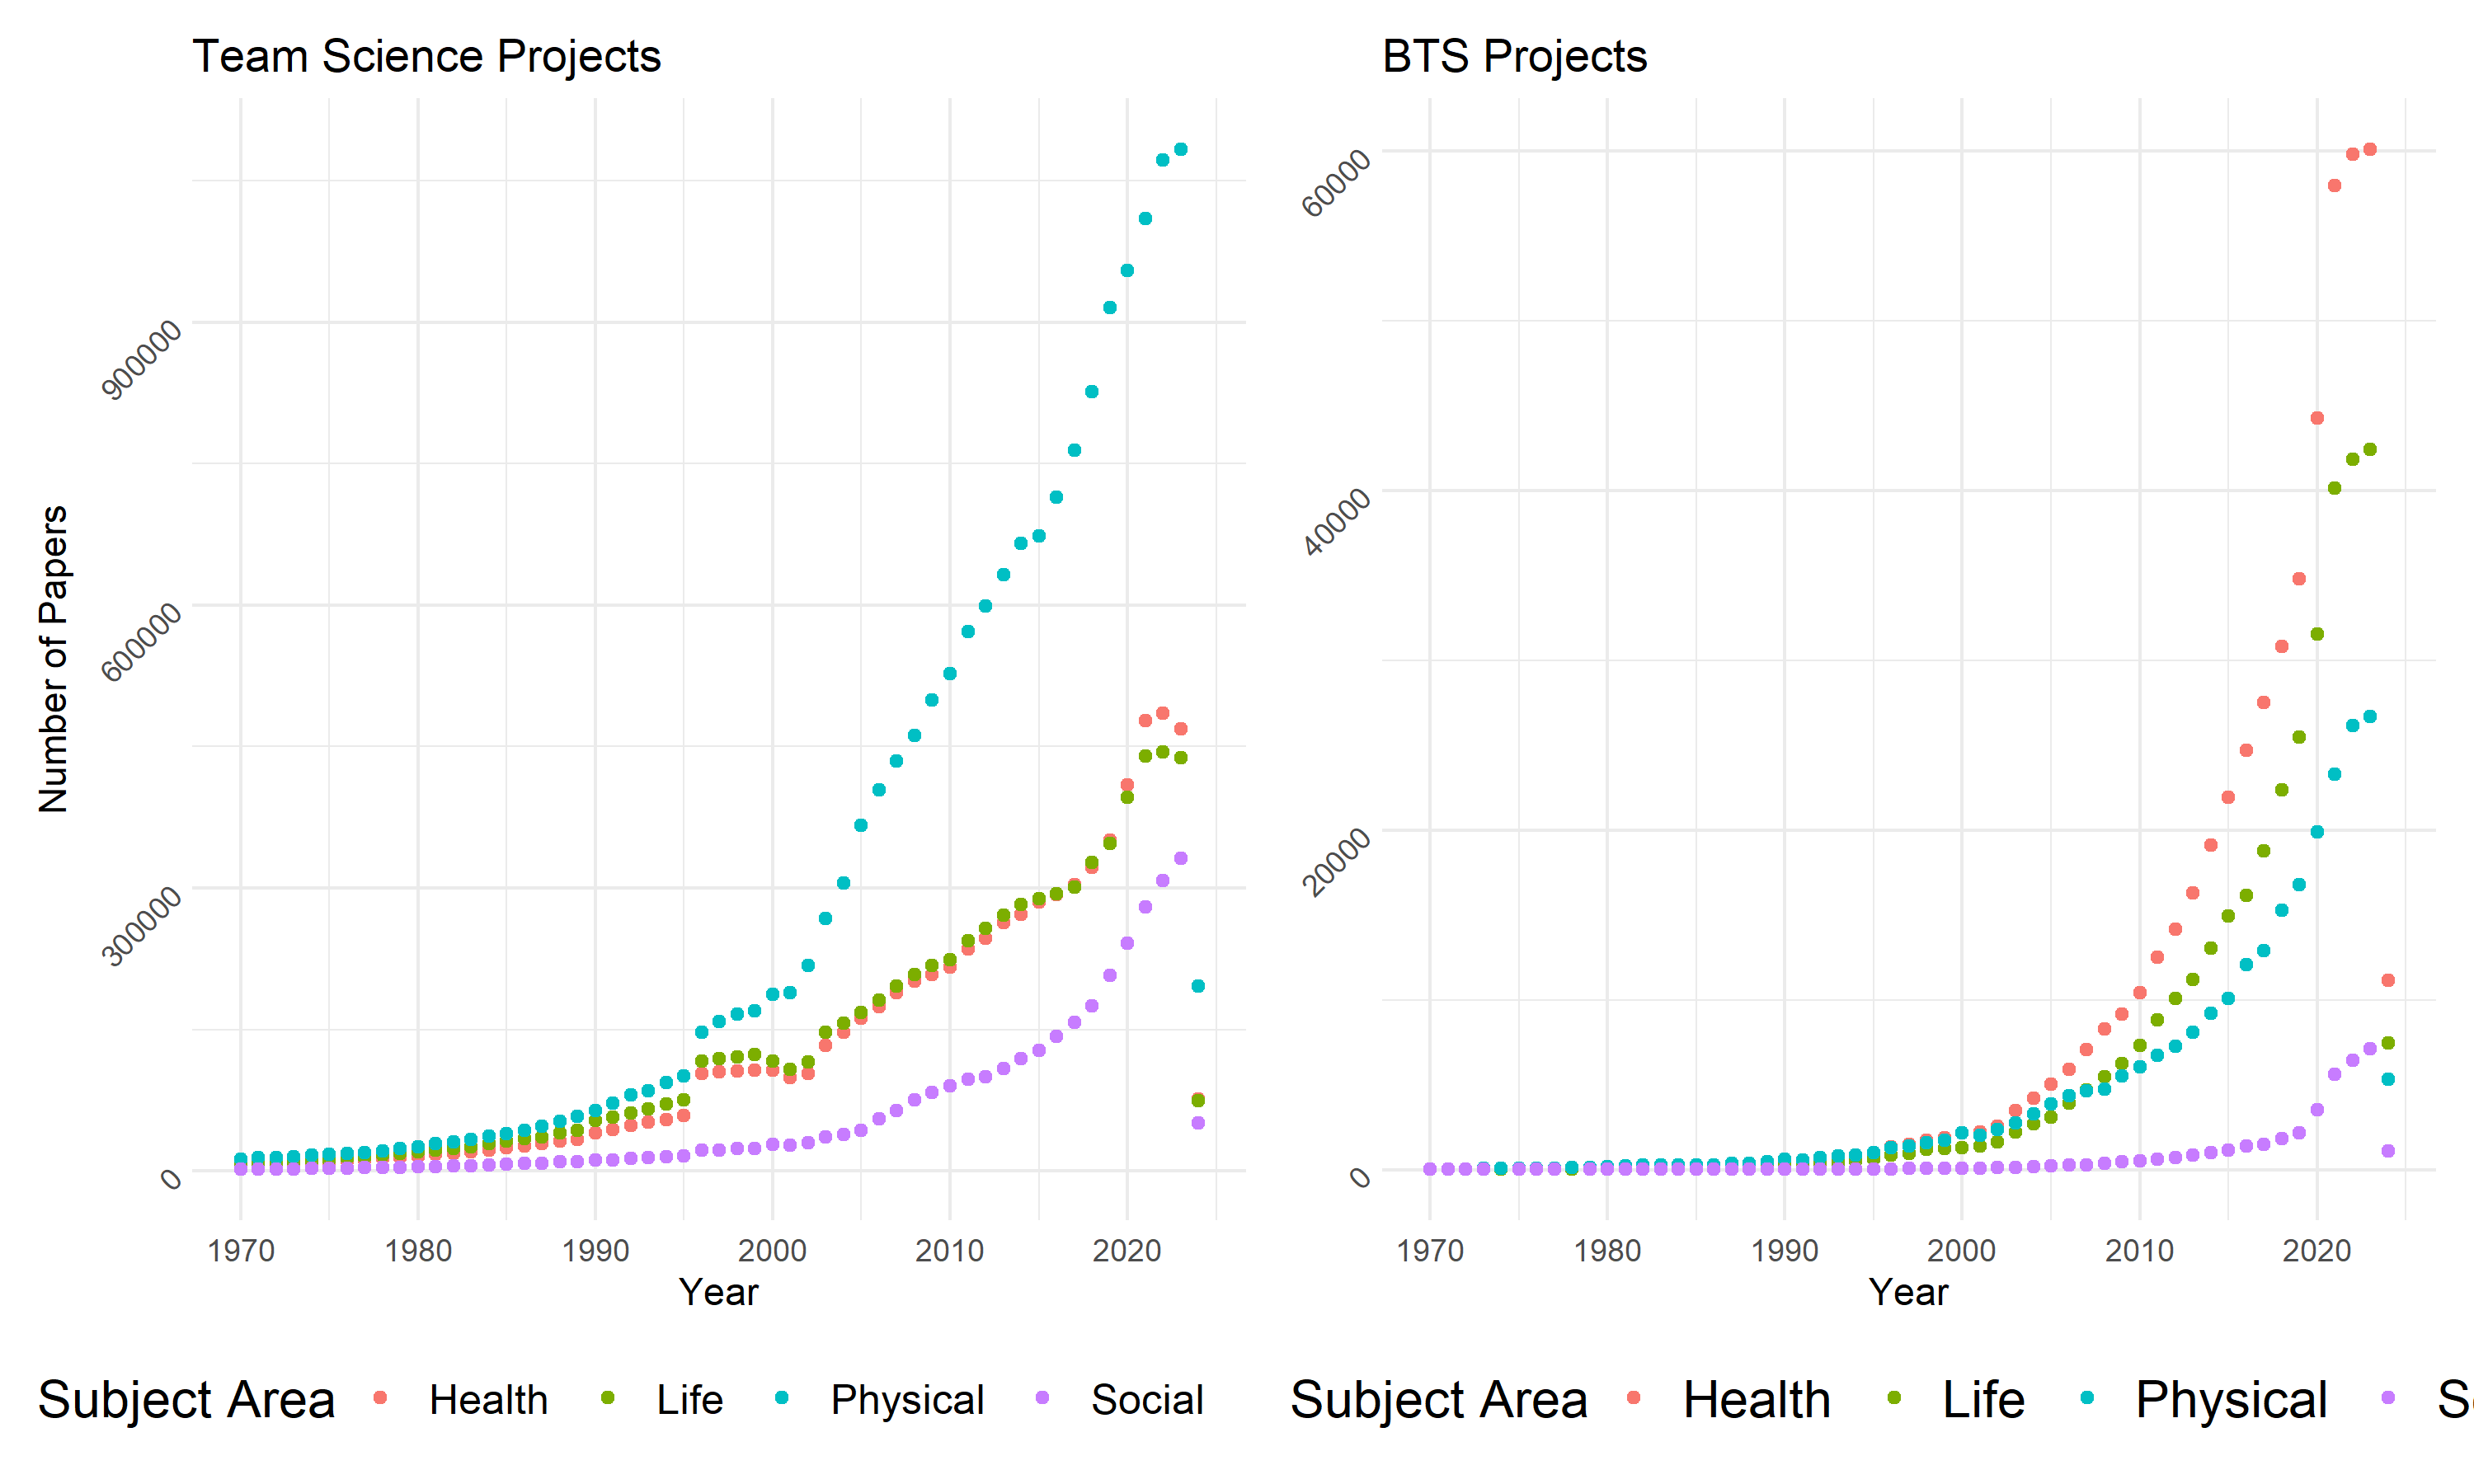 Team Science Projects
BTS Projects
Number of Papers
900000
600000
300000
0
60000
40000
20000
0
1970 1980 1990 2000 2010 2020
1970 1980 1990 2000 2010 2020
Year
Year
Subject Area Health Life Physical Social
Subject Area Health Life Physical